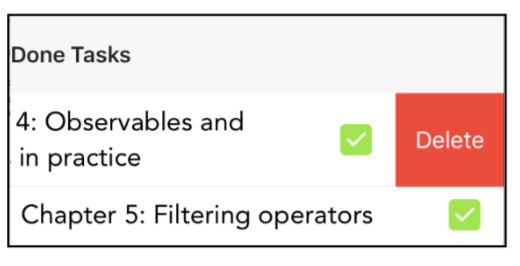 Done Tasks
4: Observables and
in practice
Delete
Chapter 5: Filtering operators